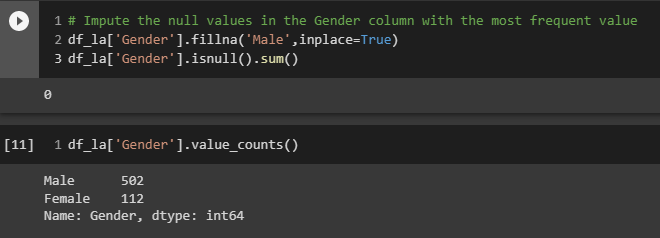 1 # Impute the null values in the Gender column with the most frequent value
2 df_la['Gender'].fillna('Male',inplace=True)
3 df_la['Gender'].isnull().sum()
0
[11] 1 df_la['Gender'].value_counts()
Male 502
Female 112
Name: Gender, dtype: int64